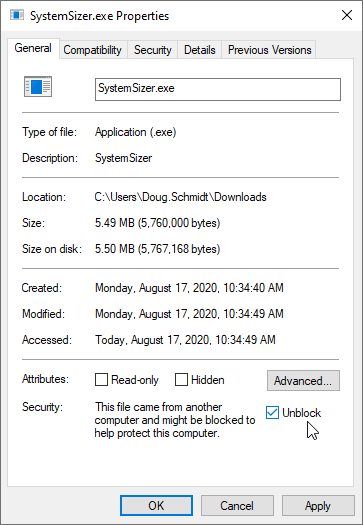 SystemSizer.exe Properties
General Compatibility Security Details Previous Versions
SystemSizer.exe
Type of file: Application (.exe)
Description: SystemSizer
Location: C:\Users\Doug.Schmidt\Downloads
Size: 5.49 MB (5,760,000 bytes)
Size on disk: 5.50 MB (5,767,168 bytes)
Created: Monday, August 17, 2020, 10:34:40 AM
Modified: Monday, August 17, 2020, 10:34:49 AM
Accessed: Today, August 17, 2020, 10:34:49 AM
Attributes: Read-only Hidden Advanced...
Security: This file came from another
computer and might be blocked to
help protect this computer.
Unblock
OK Cancel Apply